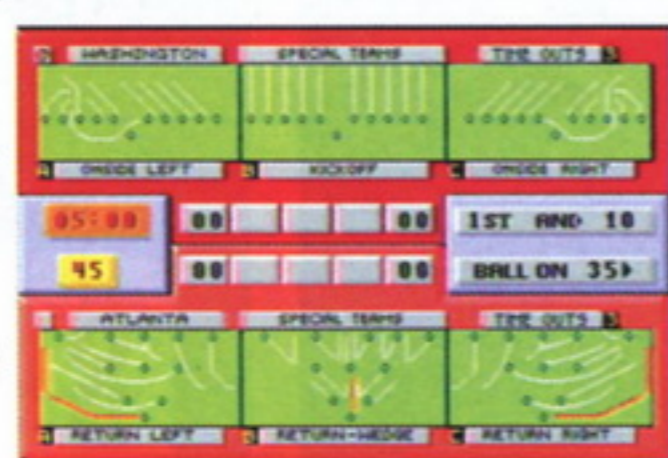 WASHINGTON SPECIAL TEAMS TIME OUTS 3
A ONSIDE LEFT B KICKOFF C ONSIDE RIGHT
05:00 00 00 1ST AND 10
45 00 00 BALL ON 35
ATLANTA SPECIAL TEAMS TIME OUTS 3
A RETURN LEFT B RETURN-WEDGE C RETURN RIGHT